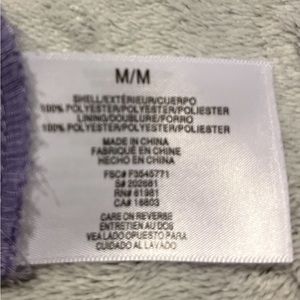 M/M
SHELL/EXTÉRIEUR/CUERPO
100% POLYESTER/POLYESTER/POLIESTER
LINING/DOUBLURE/FORRO
100% POLYESTER/POLYESTER/POLIESTER
MADE IN CHINA
FABRIQUÉ EN CHINE
HECHO EN CHINA
FSC# F3545771
S# 202681
RN# 61981
CA# 16803
CARE ON REVERSE
ENTRETIEN AU DOS
VEA LADO OPUESTO PARA
CUIDADO AL LAVADO